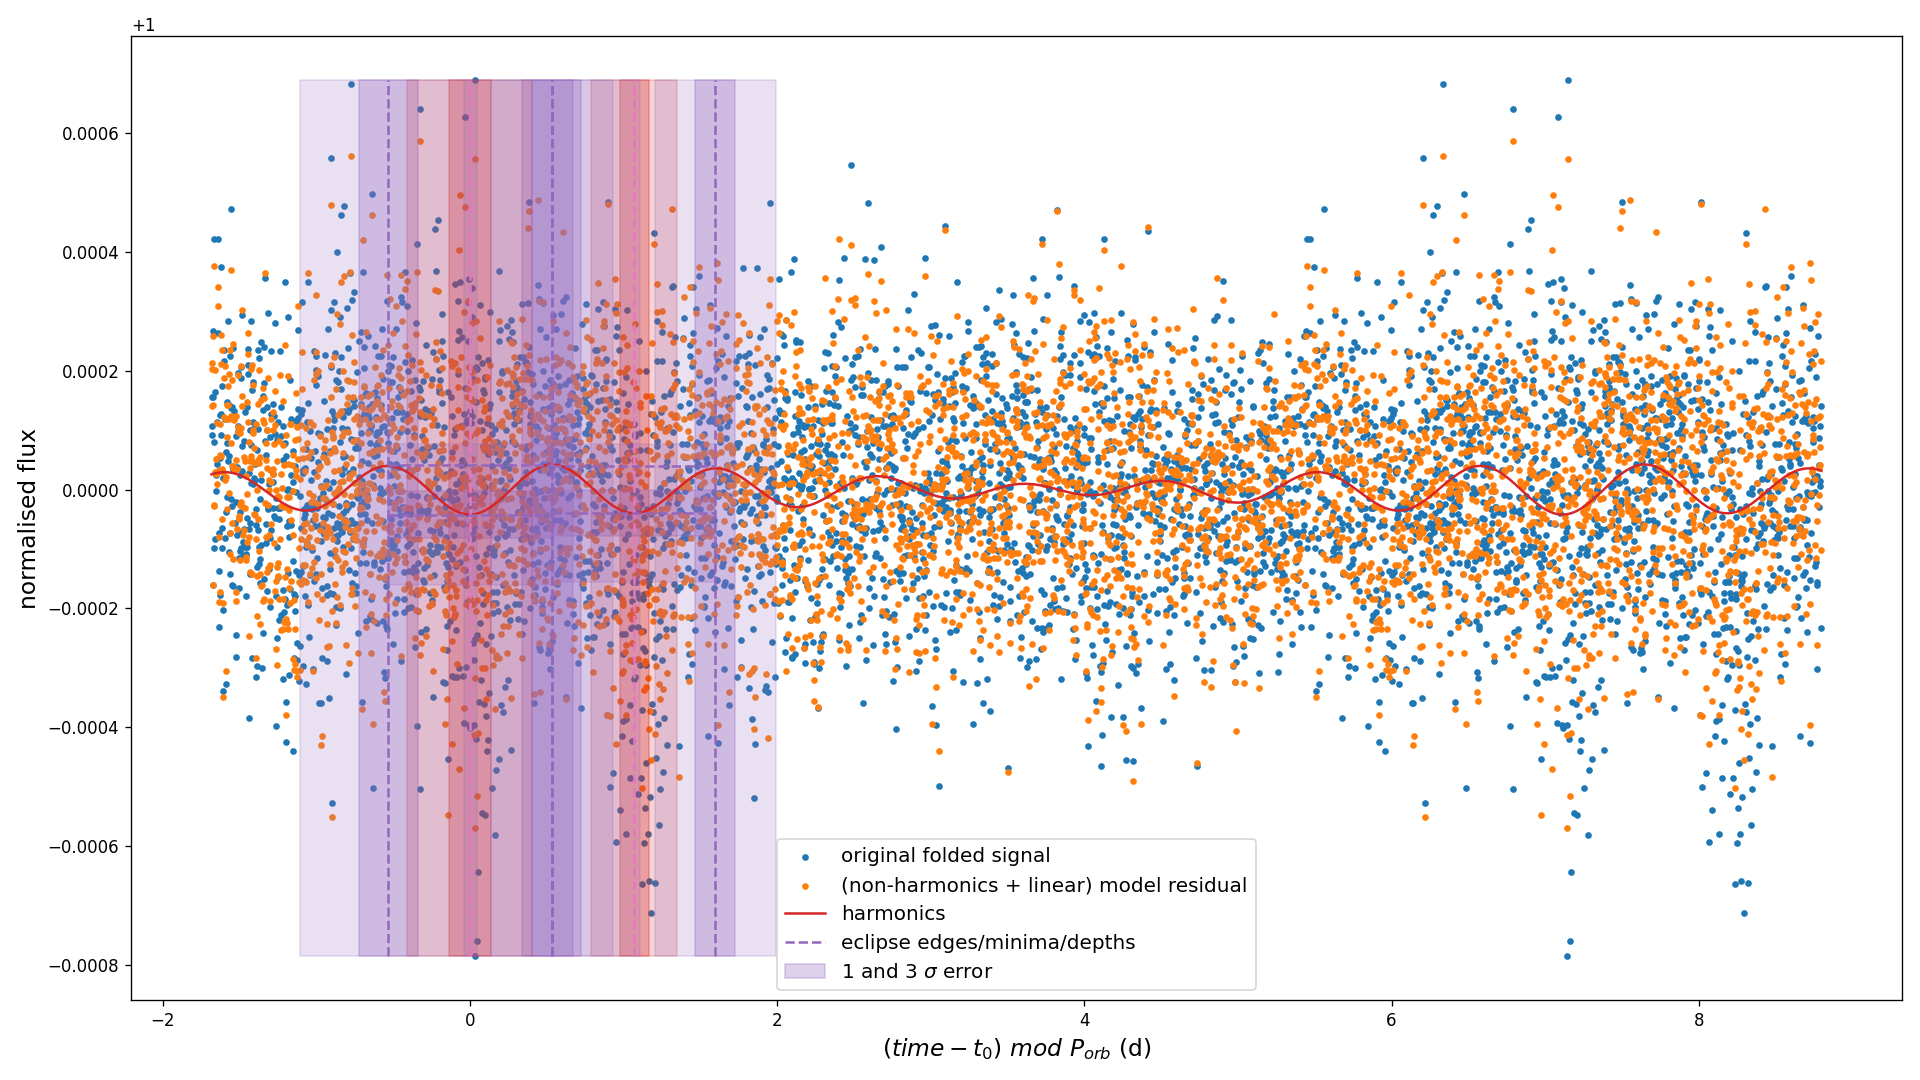 +1
0.0006
0.0004
0.0002
0.0000
−0.0002
−0.0004
−0.0006
−0.0008
normalised flux
−2 0 2 4 6 8
(time − t₀) mod Pₒᵣᵦ (d)
original folded signal
(non-harmonics + linear) model residual
harmonics
eclipse edges/minima/depths
1 and 3 σ error